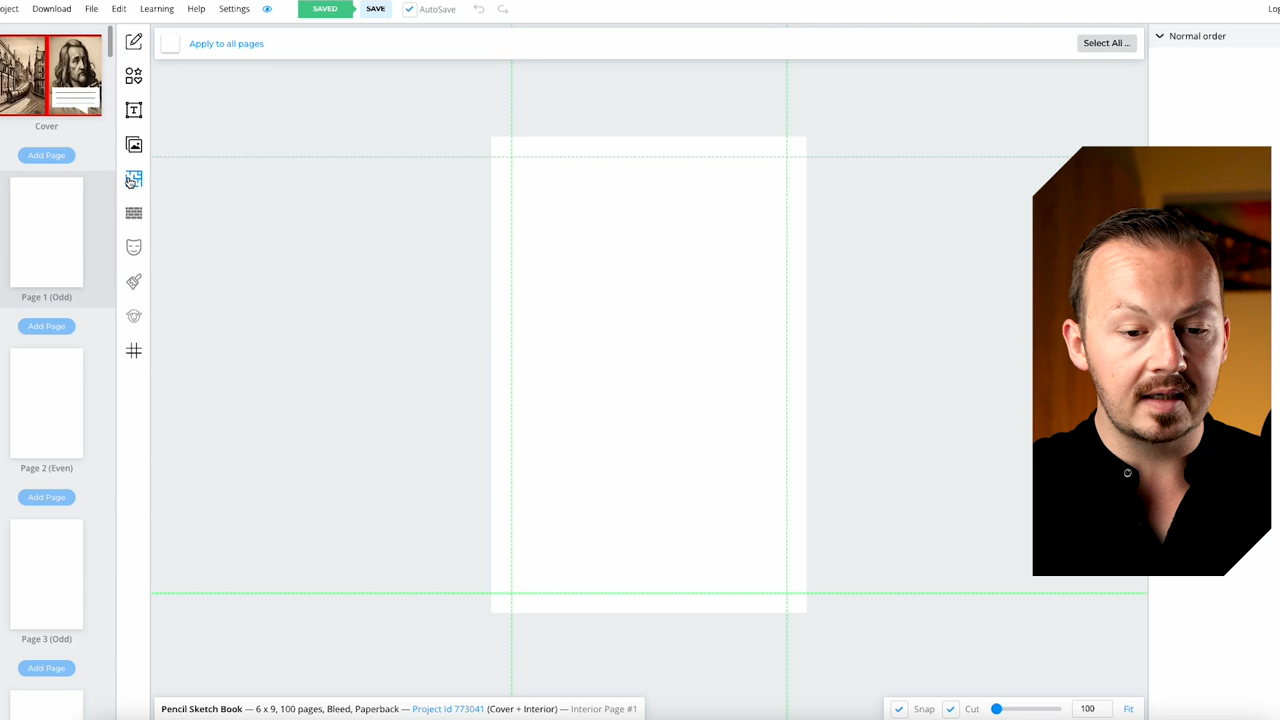 oject Download File Edit Learning Help Settings SAVED SAVE AutoSave Log
Apply to all pages Select All ... Normal order
Cover
Add Page
Page 1 (Odd)
Add Page
Page 2 (Even)
Add Page
Page 3 (Odd)
Add Page
Pencil Sketch Book — 6 x 9, 100 pages, Bleed, Paperback — Project Id 773041 (Cover + Interior) — Interior Page #1
Snap Cut 100 Fit